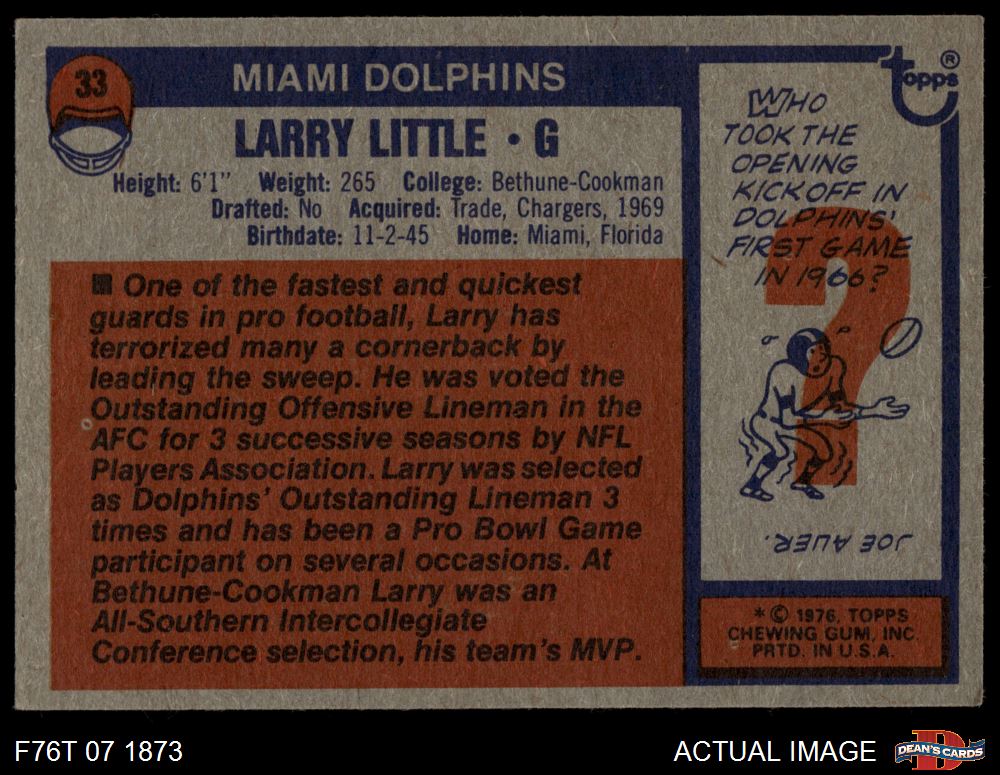 33
MIAMI DOLPHINS
LARRY LITTLE • G
Height: 6'1" Weight: 265 College: Bethune-Cookman
Drafted: No Acquired: Trade, Chargers, 1969
Birthdate: 11-2-45 Home: Miami, Florida
■ One of the fastest and quickest
guards in pro football, Larry has
terrorized many a cornerback by
leading the sweep. He was voted the
Outstanding Offensive Lineman in the
AFC for 3 successive seasons by NFL
Players Association. Larry was selected
as Dolphins' Outstanding Lineman 3
times and has been a Pro Bowl Game
participant on several occasions. At
Bethune-Cookman Larry was an
All-Southern Intercollegiate
Conference selection, his team's MVP.
topps®
WHO
TOOK THE
OPENING
KICKOFF IN
DOLPHINS'
FIRST GAME
IN 1966?
?
JOE AUER.
* © 1976, TOPPS
CHEWING GUM, INC.
PRTD. IN U.S.A.
F76T 07 1873
ACTUAL IMAGE
D
DEAN'S CARDS